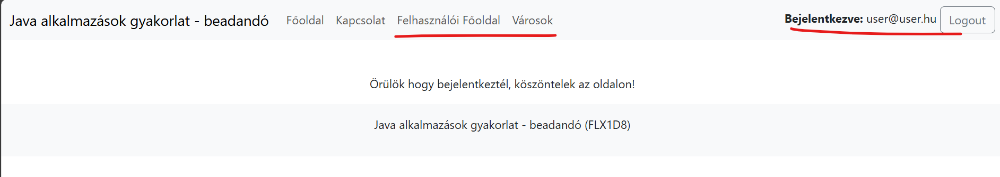 Java alkalmazások gyakorlat - beadandó Főoldal Kapcsolat Felhasználói Főoldal Városok Bejelentkezve: user@user.hu Logout
Örülök hogy bejelentkeztél, köszöntelek az oldalon!
Java alkalmazások gyakorlat - beadandó (FLX1D8)